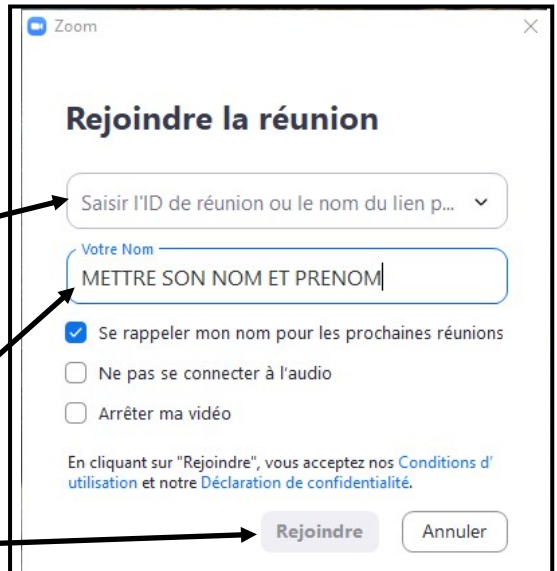 Zoom
Rejoindre la réunion
Saisir l'ID de réunion ou le nom du lien p...
Votre Nom
METTRE SON NOM ET PRENOM
Se rappeler mon nom pour les prochaines réunions
Ne pas se connecter à l'audio
Arrêter ma vidéo
En cliquant sur "Rejoindre", vous acceptez nos Conditions d'
utilisation et notre Déclaration de confidentialité.
Rejoindre Annuler